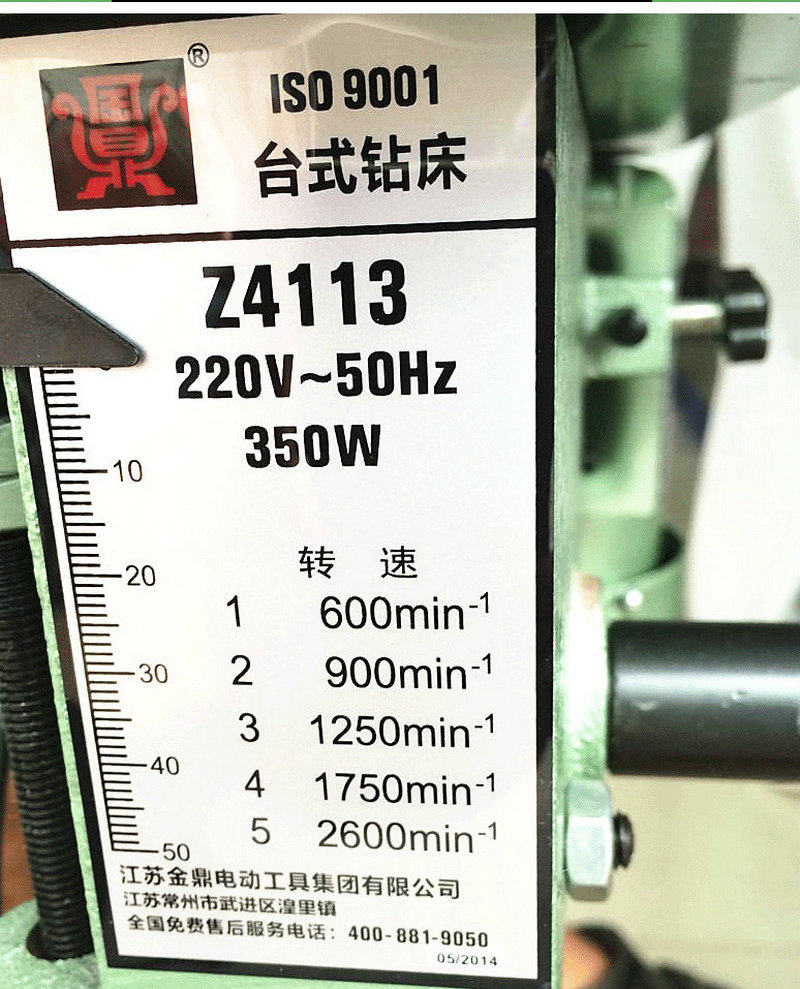 ®
ISO 9001
台式钻床
Z4113
220V~50Hz
350W
10
20
30
40
50
转 速
1 600min⁻¹
2 900min⁻¹
3 1250min⁻¹
4 1750min⁻¹
5 2600min⁻¹
江苏金鼎电动工具集团有限公司
江苏常州市武进区湟里镇
全国免费售后服务电话：400-881-9050
05/2014